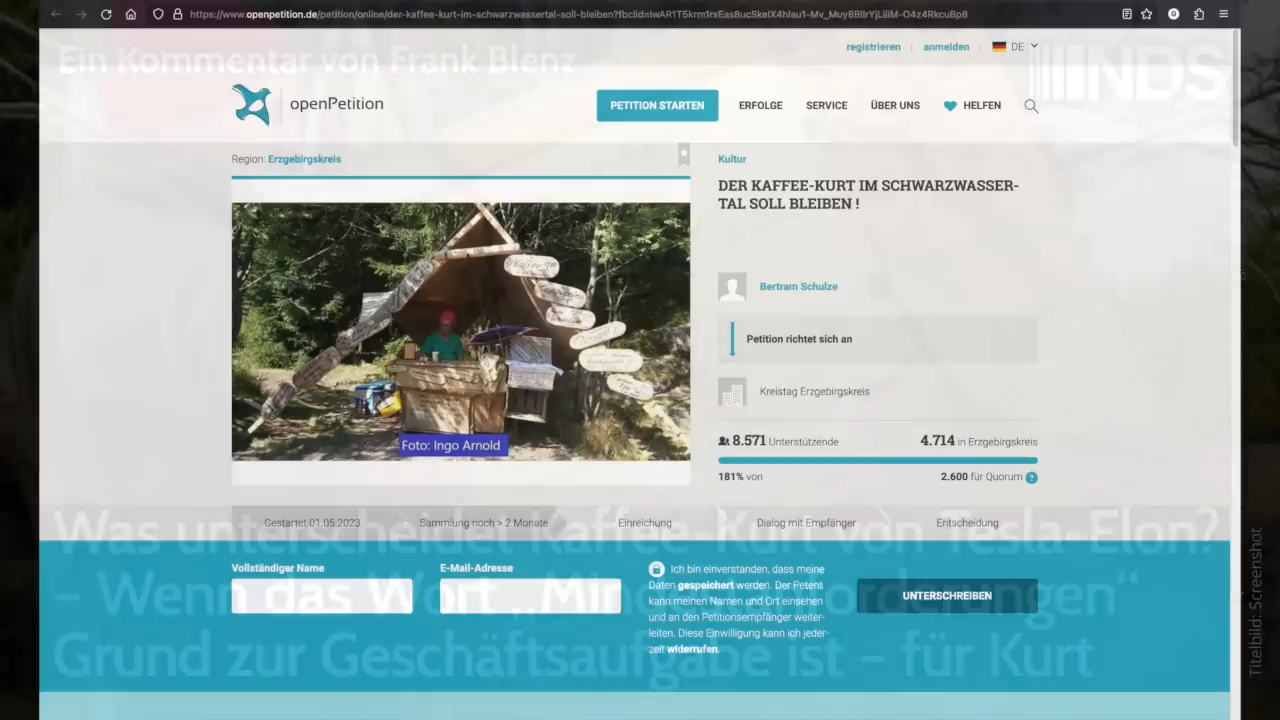 https://www.openpetition.de/petition/online/der-kaffee-kurt-im-schwarzwassertal-soll-bleiben?fbclid=IwAR1T5krm1rsEas8ucSkeIX4hlau1-Mv_Muy8BIIrYjLiiiM-O4z4RkcuBp8
registrieren | anmelden | DE
Ein Kommentar von Frank Blenz
NDS
openPetition
PETITION STARTEN ERFOLGE SERVICE ÜBER UNS HELFEN
Region: Erzgebirgskreis
Kultur
DER KAFFEE-KURT IM SCHWARZWASSER-
TAL SOLL BLEIBEN !
Bertram Schulze
Petition richtet sich an
Kreistag Erzgebirgskreis
8.571 Unterstützende 4.714 in Erzgebirgskreis
181% von 2.600 für Quorum ?
Foto: Ingo Arnold
Gestartet 01.05.2023 Sammlung noch > 2 Monate Einreichung Dialog mit Empfänger Entscheidung
Was unterscheidet Kaffee-Kurt von Tesla-Elon?
– Wenn das Wort „Minderanforderungen“
Grund zur Geschäftsaufgabe ist – für Kurt
Vollständiger Name
E-Mail-Adresse
Ich bin einverstanden, dass meine
Daten gespeichert werden. Der Petent
kann meinen Namen und Ort einsehen
und an den Petitionsempfänger weiter-
leiten. Diese Einwilligung kann ich jeder-
zeit widerrufen.
UNTERSCHREIBEN
Titelbild: Screenshot